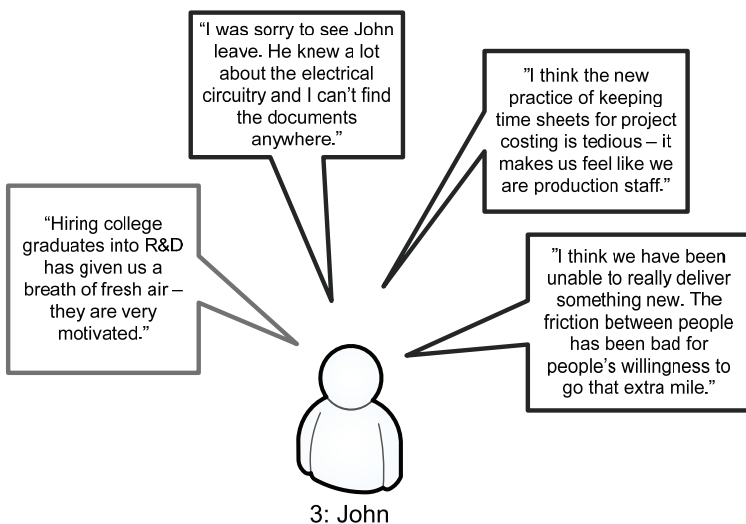 “I was sorry to see John
leave. He knew a lot
about the electrical
circuitry and I can’t find
the documents
anywhere.”
”I think the new
practice of keeping
time sheets for project
costing is tedious – it
makes us feel like we
are production staff.”
“Hiring college
graduates into R&D
has given us a
breath of fresh air –
they are very
motivated.”
”I think we have been
unable to really deliver
something new. The
friction between people
has been bad for
people’s willingness to
go that extra mile.”
3: John